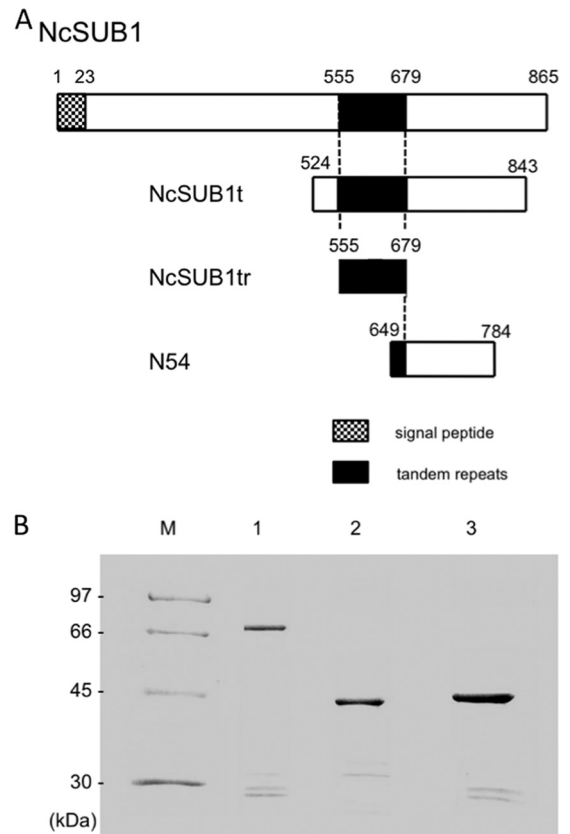 A NcSUB1
1 23 555 679 865
524 843
NcSUB1t
555 679
NcSUB1tr
649 784
N54
signal peptide
tandem repeats
B
M 1 2 3
97 -
66 -
45 -
30 -
(kDa)